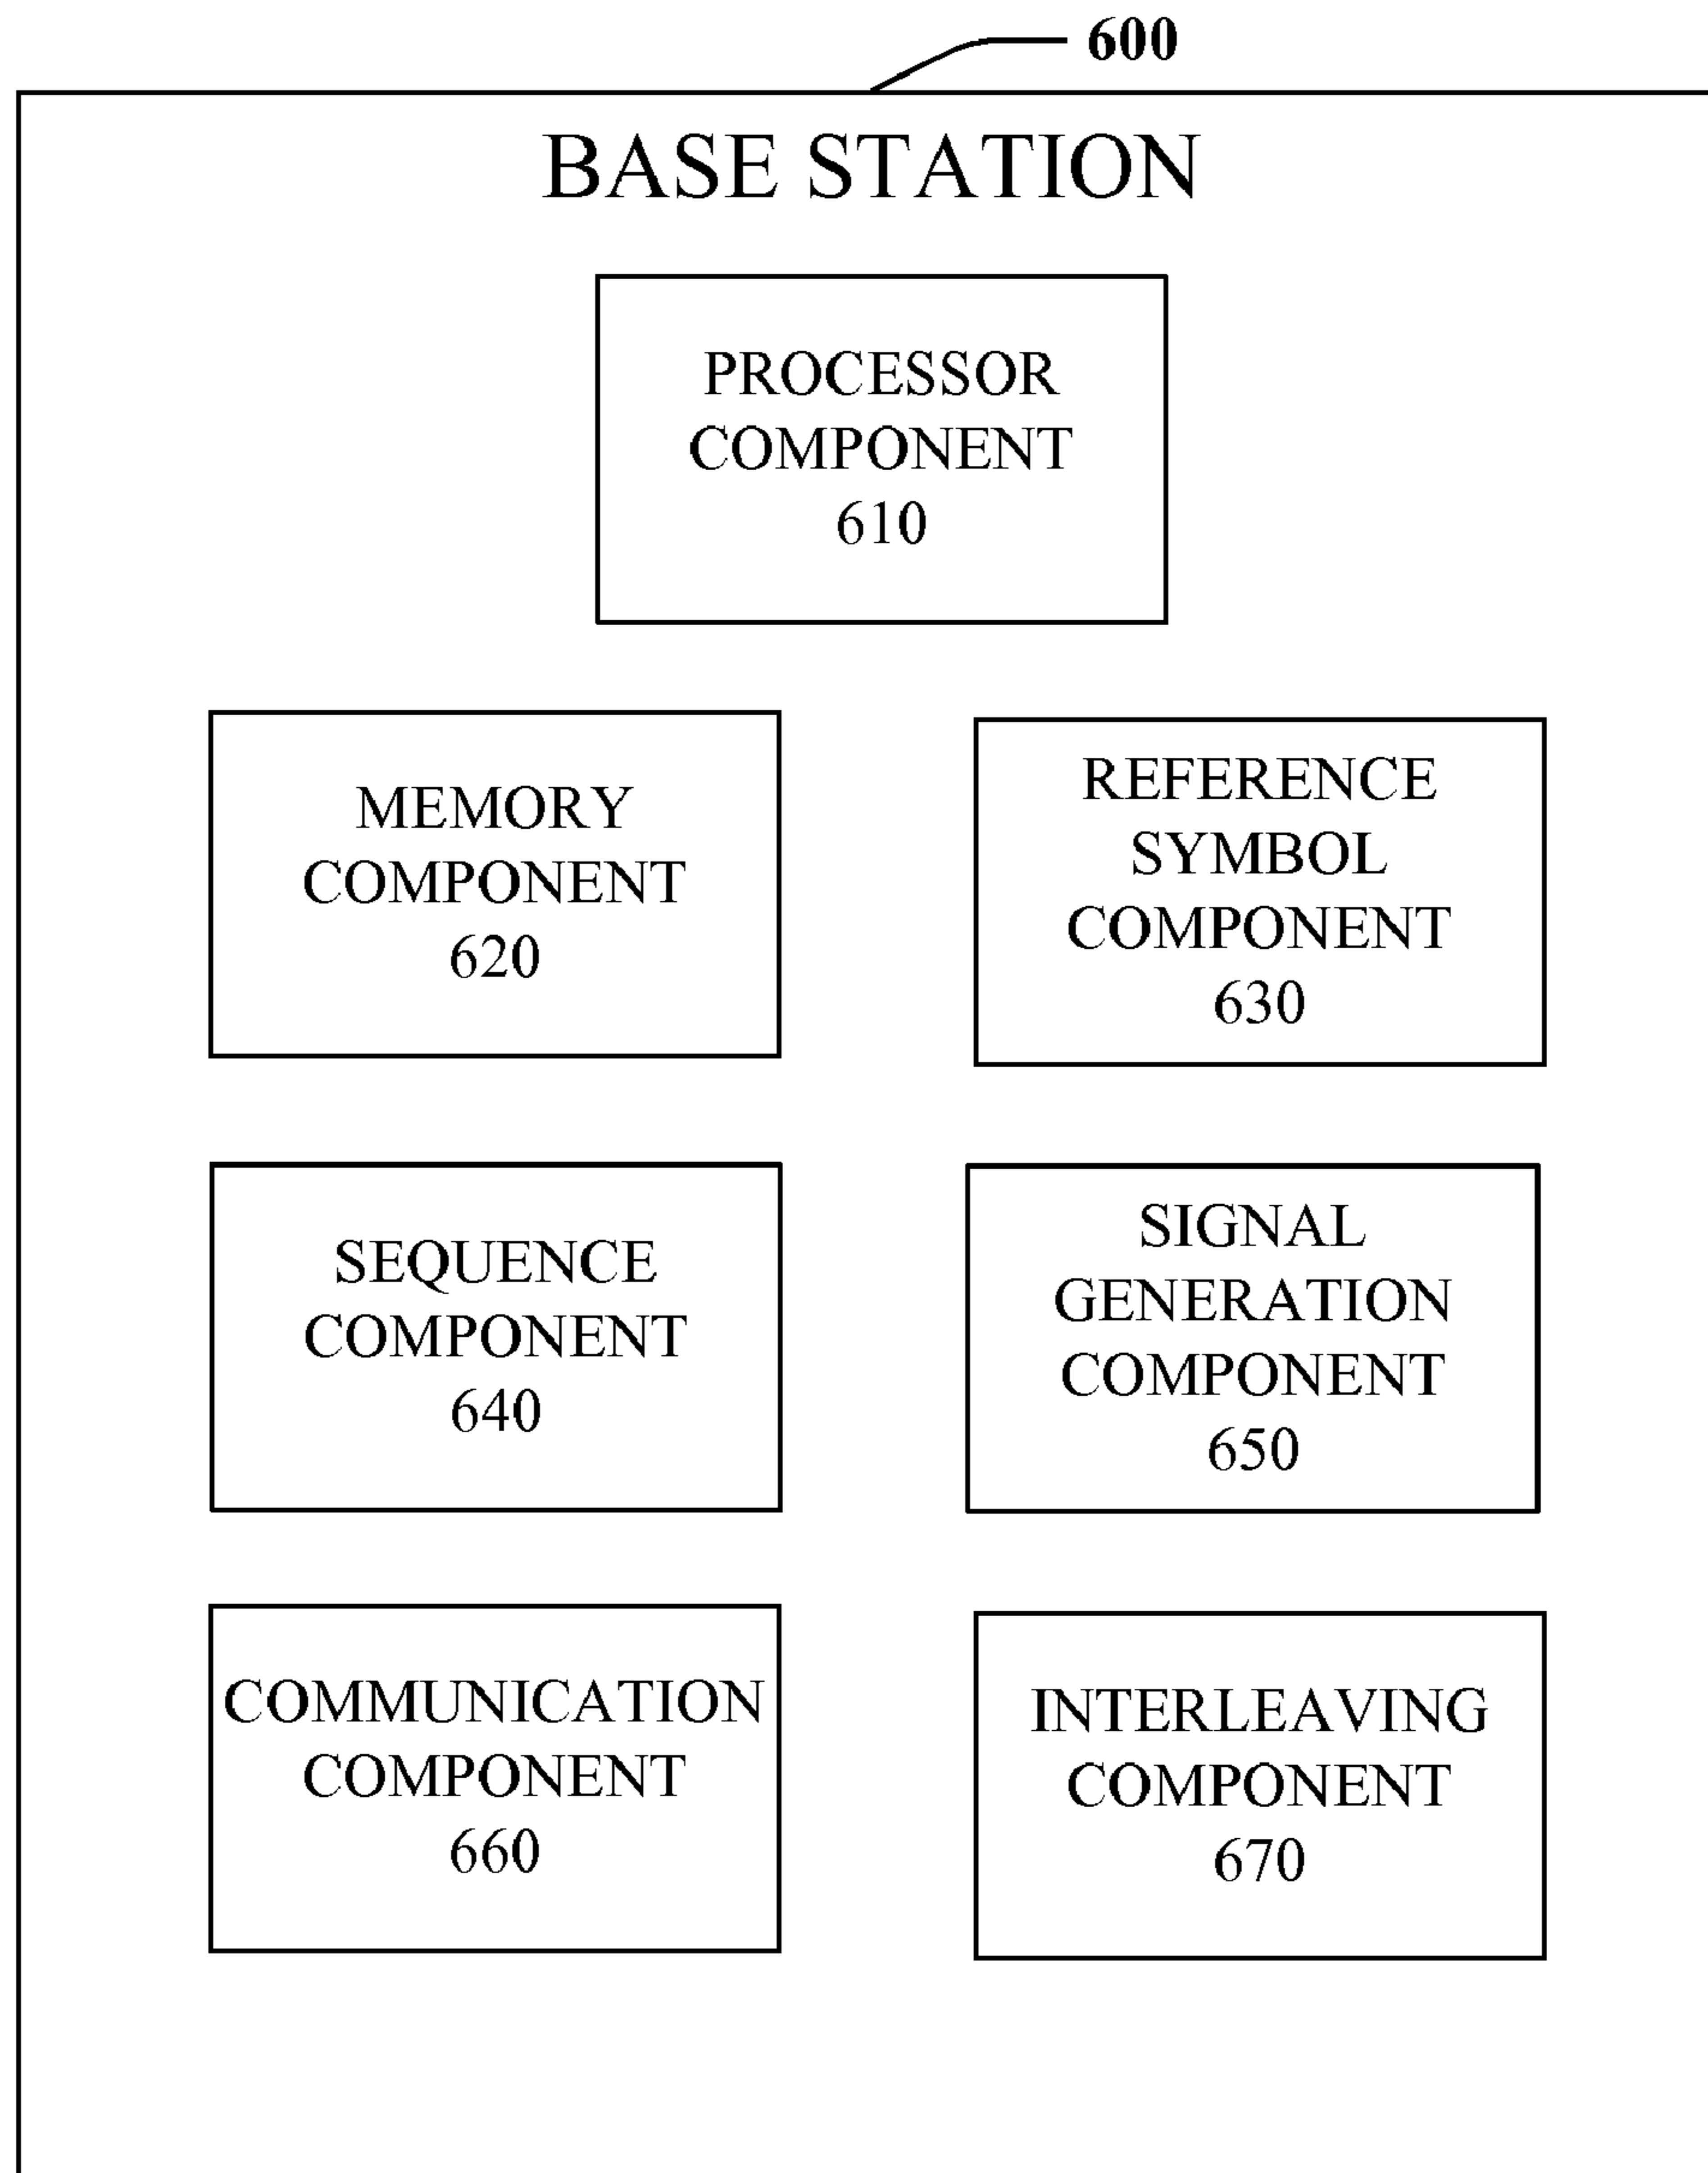 600
BASE STATION
PROCESSOR
COMPONENT
610
MEMORY
COMPONENT
620
REFERENCE
SYMBOL
COMPONENT
630
SEQUENCE
COMPONENT
640
SIGNAL
GENERATION
COMPONENT
650
COMMUNICATION
COMPONENT
660
INTERLEAVING
COMPONENT
670